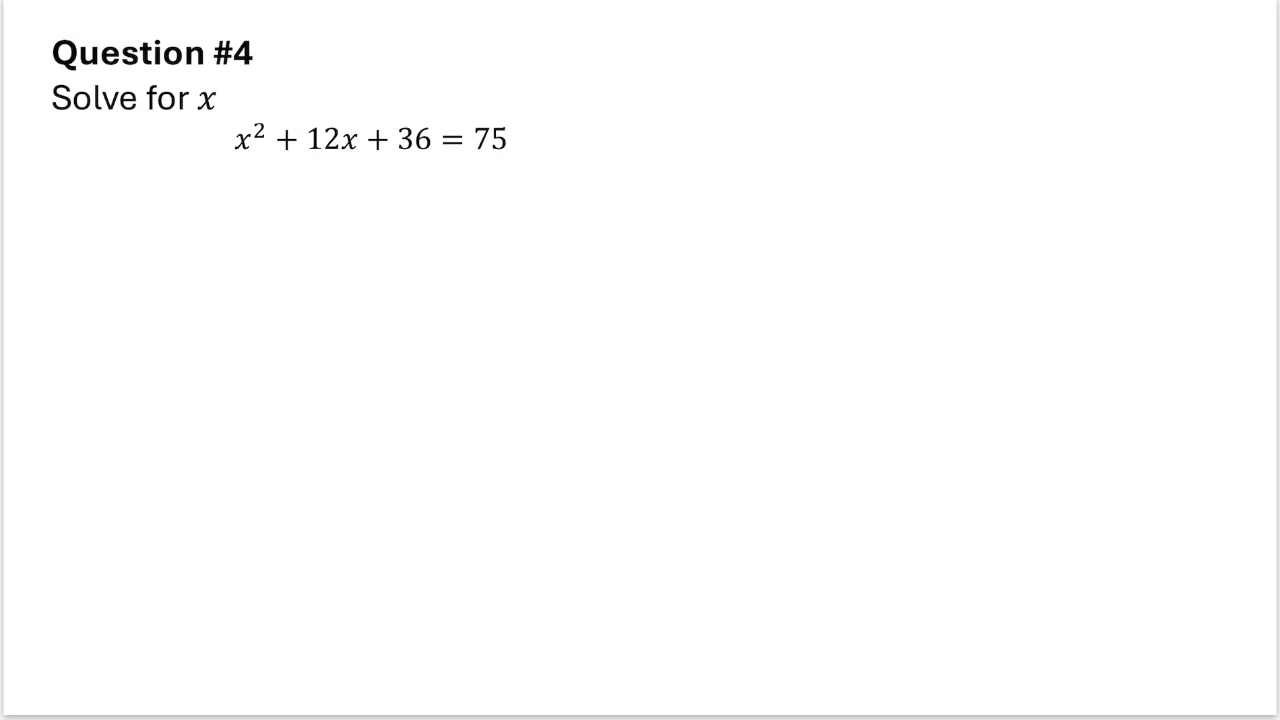 Question #4
Solve for 𝑥
𝑥² + 12𝑥 + 36 = 75